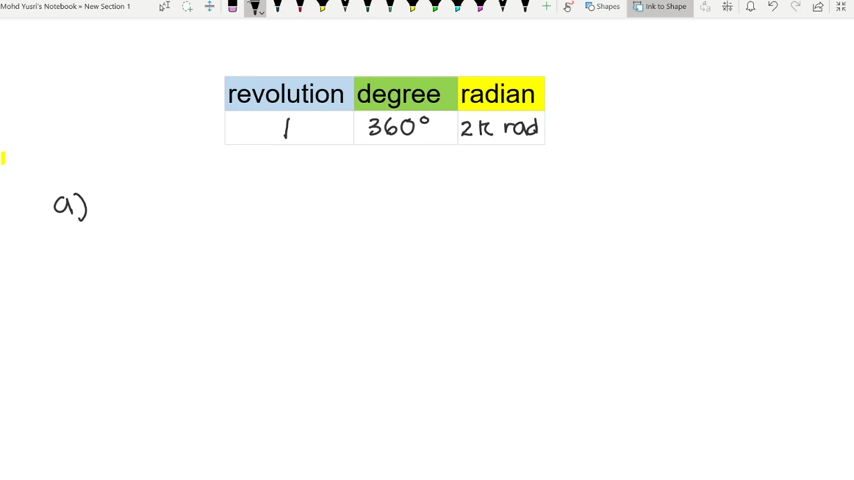 Mohd Yusri's Notebook » New Section 1
Shapes
Ink to Shape
revolution degree radian
1 360° 2π rad
a)